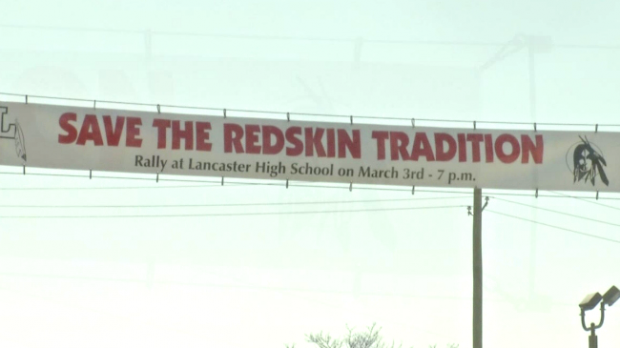 L
SAVE THE REDSKIN TRADITION
Rally at Lancaster High School on March 3rd - 7 p.m.